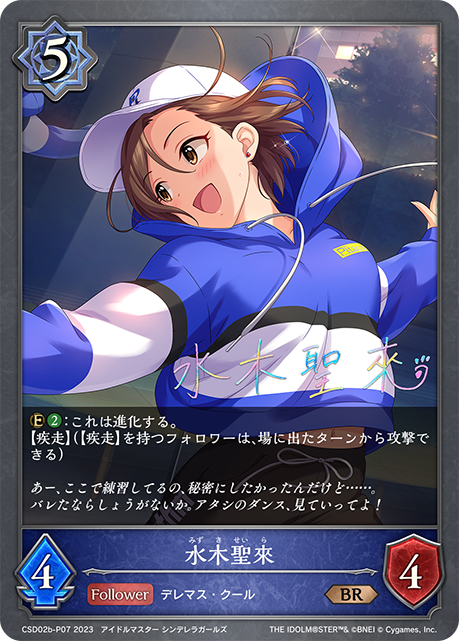 5
水木聖來
E 2:これは進化する。
【疾走】(【疾走】を持つフォロワーは、場に出たターンから攻撃で
きる)
あー、ここで練習してるの、秘密にしたかったんだけど……。
バレたならしょうがないか。アタシのダンス、見ていってよ！
みずきせいら
水木聖來
4
Follower デレマス・クール
BR
4
CSD02b-P07 2023 アイドルマスター シンデレラガールズ
THE IDOLM@STER™& ©BNEI © Cygames, Inc.